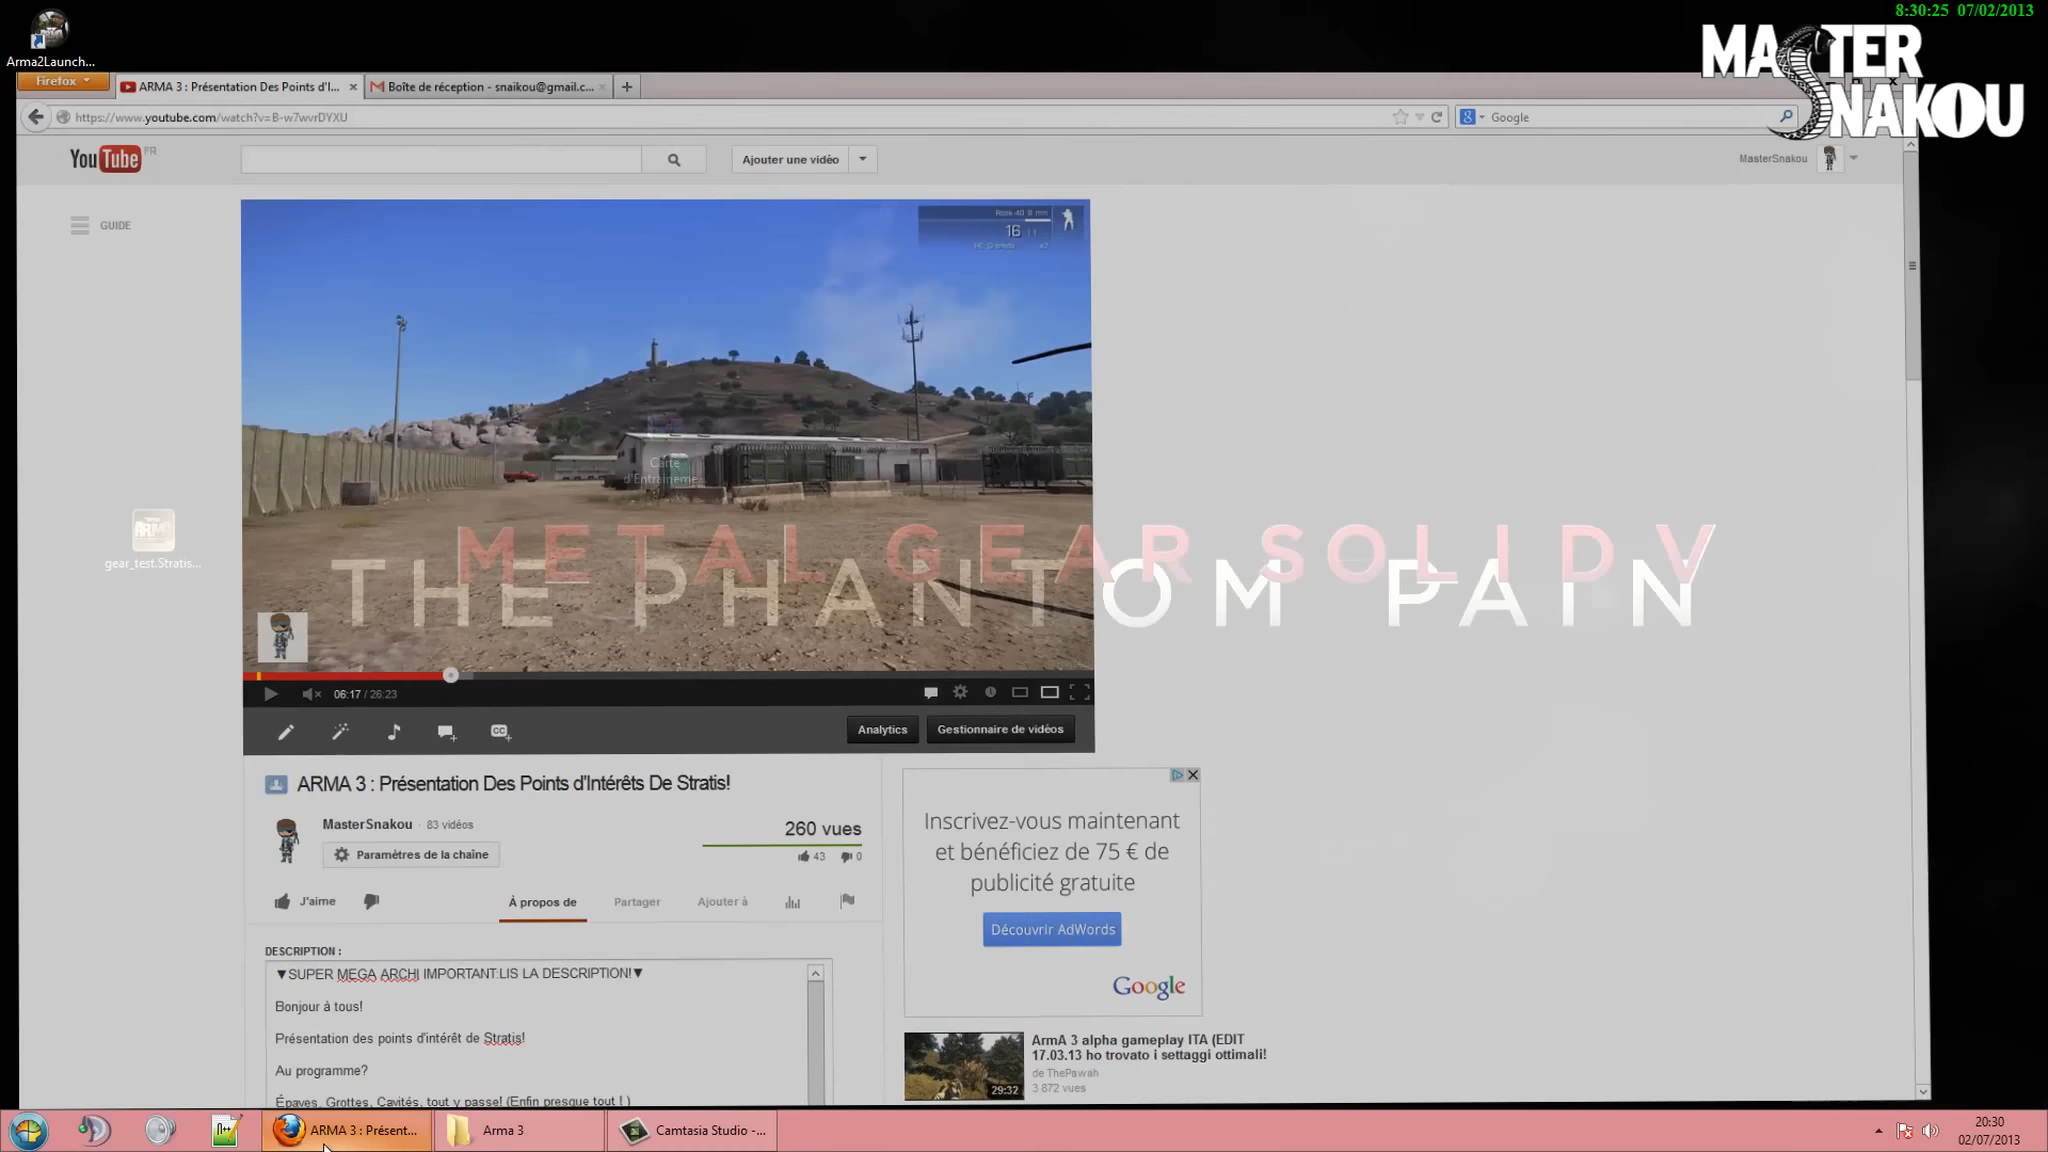 8:30:25 07/02/2013
MASTER
SNAKOU
Arma2Launch...
Firefox
ARMA 3 : Présentation Des Points d'I...
Boîte de réception - snaikou@gmail.c...
https://www.youtube.com/watch?v=B-w7wvrDYXU
Google
YouTube FR
Ajouter une vidéo
MasterSnakou
GUIDE
16
Carte
d'Entraineme...
gear_test.Stratis...
METAL GEAR SOLID V
THE PHANTOM PAIN
06:17 / 26:23
CC
Analytics
Gestionnaire de vidéos
ARMA 3 : Présentation Des Points d'Intérêts De Stratis!
MasterSnakou · 83 vidéos
260 vues
Paramètres de la chaîne
43
0
J'aime
À propos de
Partager
Ajouter à
DESCRIPTION :
▼SUPER MEGA ARCHI IMPORTANT:LIS LA DESCRIPTION!▼
Bonjour à tous!
Présentation des points d'intérêt de Stratis!
Au programme?
Épaves, Grottes, Cavités, tout y passe! (Enfin presque tout ! )
Inscrivez-vous maintenant
et bénéficiez de 75 € de
publicité gratuite
Découvrir AdWords
Google
ArmA 3 alpha gameplay ITA (EDIT
17.03.13 ho trovato i settaggi ottimali!
de ThePawah
3 872 vues
29:32
ARMA 3 : Présent...
Arma 3
Camtasia Studio -...
20:30
02/07/2013